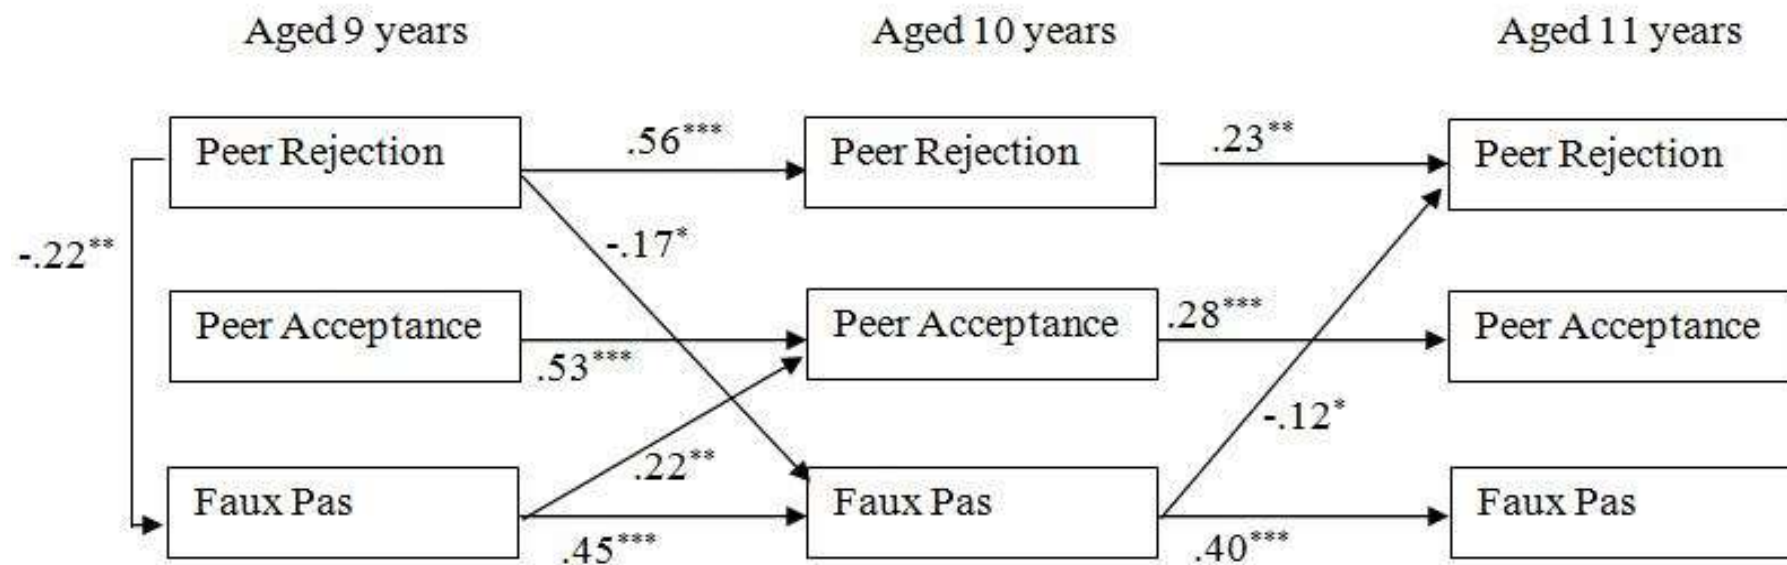 Aged 9 years Aged 10 years Aged 11 years
Peer Rejection .56*** Peer Rejection .23** Peer Rejection
-.22** -.17*
Peer Acceptance .53*** Peer Acceptance .28*** Peer Acceptance
-.12*
.22**
Faux Pas .45*** Faux Pas .40*** Faux Pas